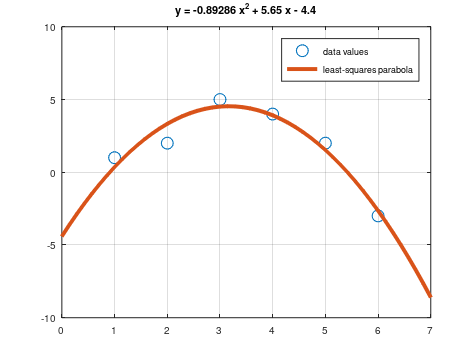 y = -0.89286 x² + 5.65 x - 4.4
data values
least-squares parabola
10
5
0
-5
-10
0 1 2 3 4 5 6 7